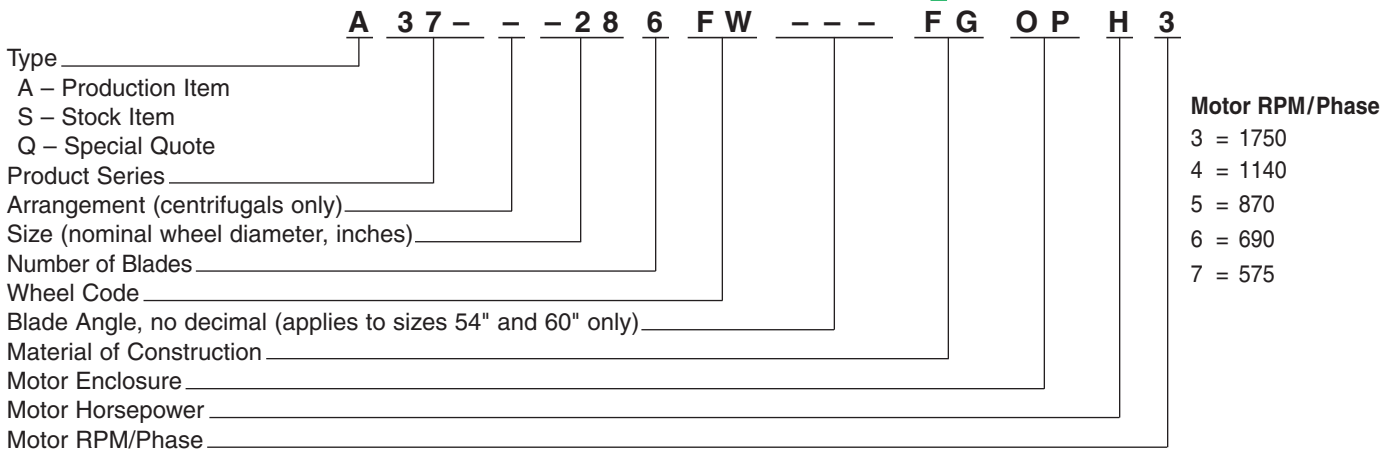 A 37– – –28 6 FW – – – FG OP H 3
Type
A – Production Item
S – Stock Item
Q – Special Quote
Product Series
Arrangement (centrifugals only)
Size (nominal wheel diameter, inches)
Number of Blades
Wheel Code
Blade Angle, no decimal (applies to sizes 54" and 60" only)
Material of Construction
Motor Enclosure
Motor Horsepower
Motor RPM/Phase
Motor RPM/Phase
3 = 1750
4 = 1140
5 = 870
6 = 690
7 = 575